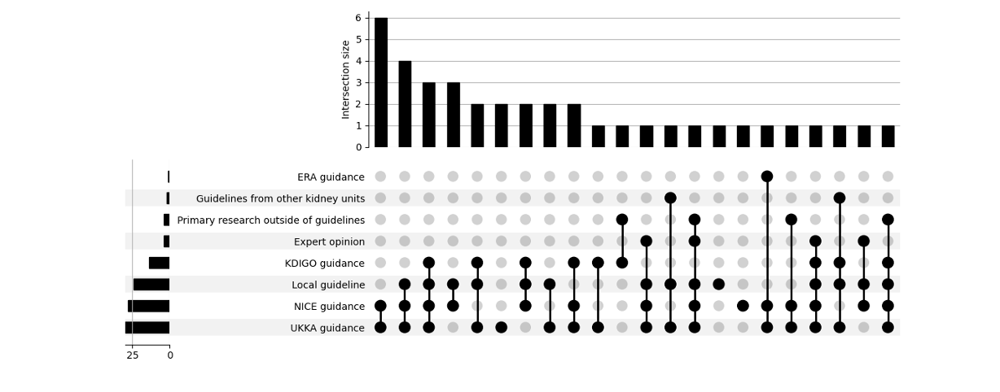 Intersection size
6
5
4
3
2
1
0
ERA guidance
Guidelines from other kidney units
Primary research outside of guidelines
Expert opinion
KDIGO guidance
Local guideline
NICE guidance
UKKA guidance
25 0